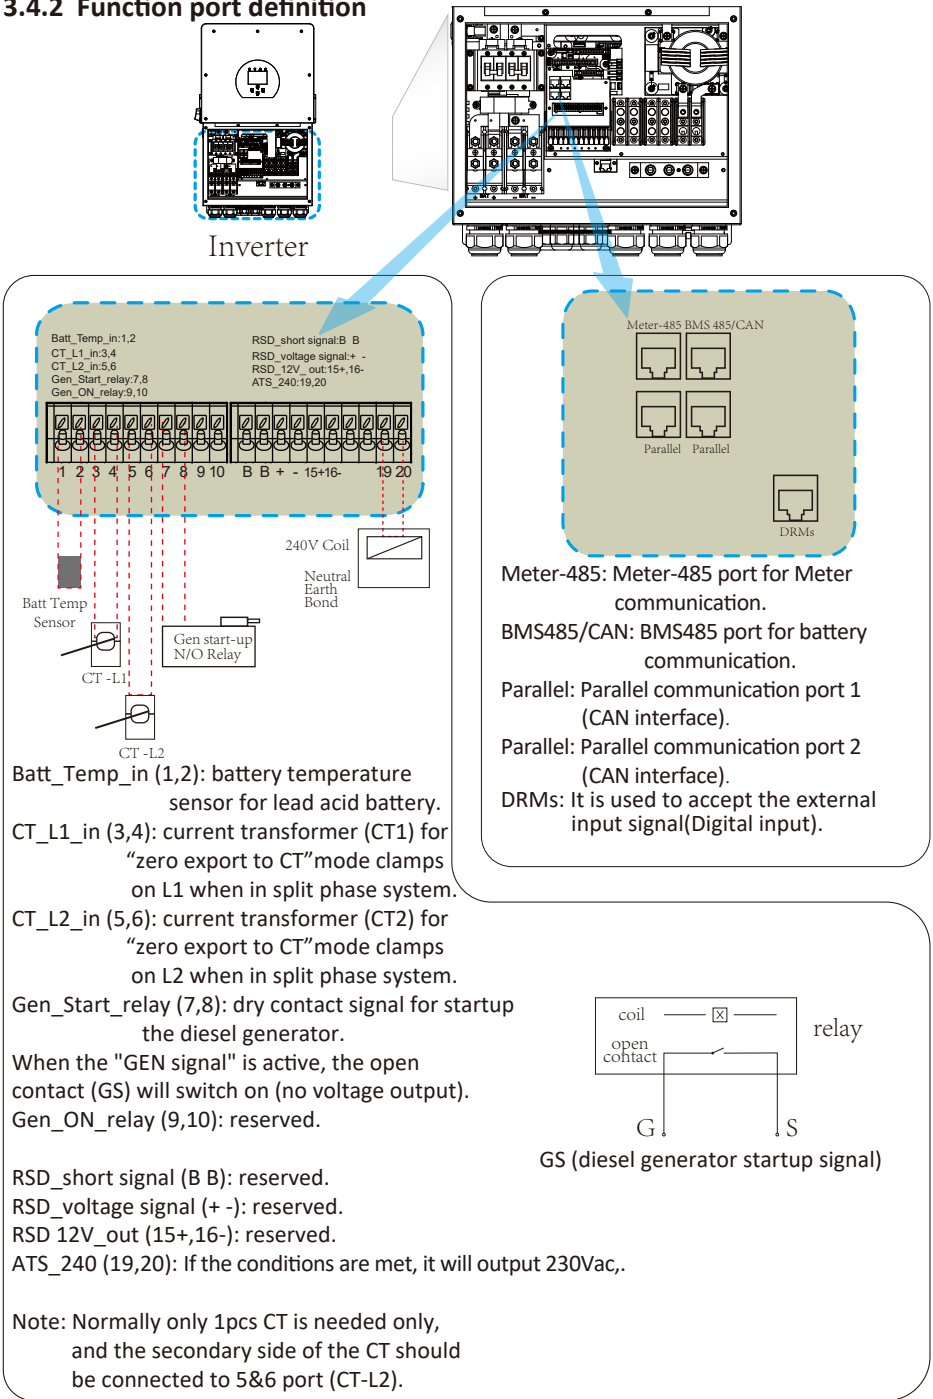 3.4.2 Function port definition
Inverter
Batt_Temp_in:1,2
CT_L1_in:3,4
CT_L2_in:5,6
Gen_Start_relay:7,8
Gen_ON_relay:9,10
RSD_short signal:B B
RSD_voltage signal:+ -
RSD_12V_ out:15+,16-
ATS_240:19,20
1 2 3 4 5 6 7 8 9 10 B B + - 15+16- 19 20
240V Coil
Neutral
Earth
Bond
Batt Temp
Sensor
Gen start-up
N/O Relay
CT -L1
CT -L2
Meter-485 BMS 485/CAN
Parallel Parallel
DRMs
Meter-485: Meter-485 port for Meter
communication.
BMS485/CAN: BMS485 port for battery
communication.
Parallel: Parallel communication port 1
(CAN interface).
Parallel: Parallel communication port 2
(CAN interface).
DRMs: It is used to accept the external
input signal(Digital input).
Batt_Temp_in (1,2): battery temperature
sensor for lead acid battery.
CT_L1_in (3,4): current transformer (CT1) for
“zero export to CT”mode clamps
on L1 when in split phase system.
CT_L2_in (5,6): current transformer (CT2) for
“zero export to CT”mode clamps
on L2 when in split phase system.
Gen_Start_relay (7,8): dry contact signal for startup
the diesel generator.
When the "GEN signal" is active, the open
contact (GS) will switch on (no voltage output).
Gen_ON_relay (9,10): reserved.
RSD_short signal (B B): reserved.
RSD_voltage signal (+ -): reserved.
RSD 12V_out (15+,16-): reserved.
ATS_240 (19,20): If the conditions are met, it will output 230Vac,.
Note: Normally only 1pcs CT is needed only,
and the secondary side of the CT should
be connected to 5&6 port (CT-L2).
coil
X
open
contact
relay
G S
GS (diesel generator startup signal)